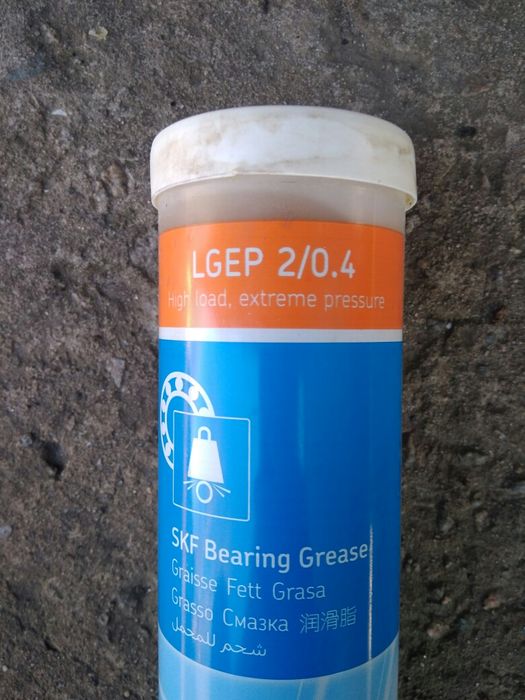 LGEP 2/0.4
High load, extreme pressure
SKF Bearing Grease
Graisse Fett Grasa
Grasso Смазка 润滑脂
شحم للمحمل